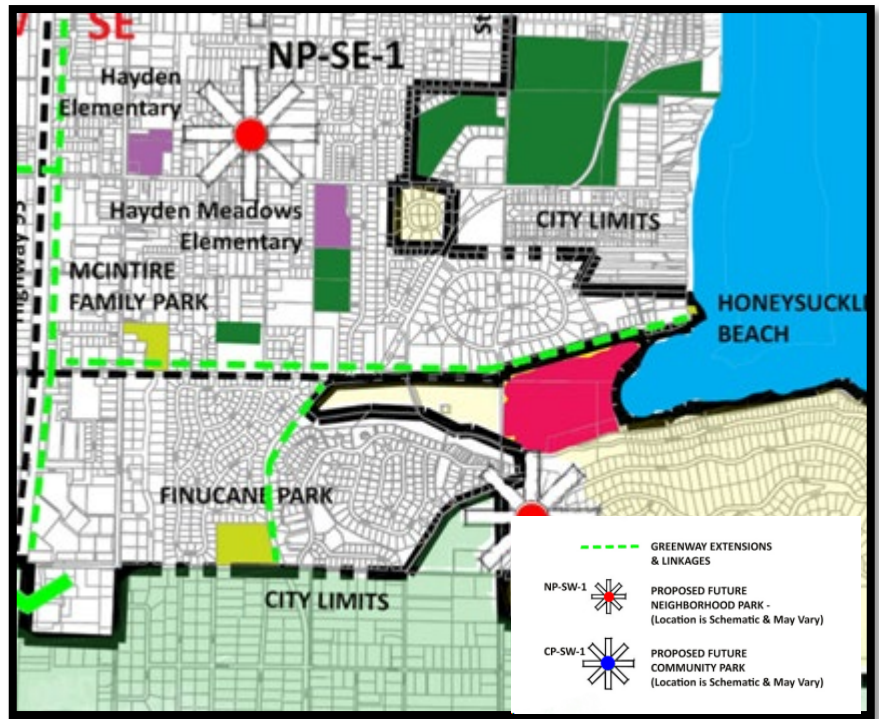 SE
NP-SE-1
St
Hayden
Elementary
Hayden Meadows
Elementary
CITY LIMITS
MCINTIRE
FAMILY PARK
HONEYSUCKL
BEACH
FINUCANE PARK
CITY LIMITS
GREENWAY EXTENSIONS
& LINKAGES
NP-SW-1
PROPOSED FUTURE
NEIGHBORHOOD PARK -
(Location is Schematic & May Vary)
CP-SW-1
PROPOSED FUTURE
COMMUNITY PARK
(Location is Schematic & May Vary)